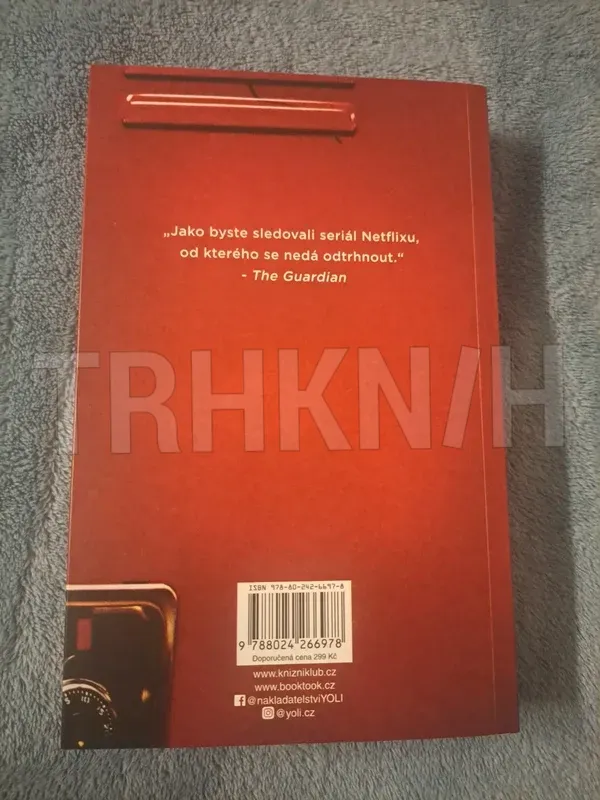 „Jako byste sledovali seriál Netflixu,
od kterého se nedá odtrhnout.“
- The Guardian
TRHKNIH
ISBN 978-80-242-6697-8
9 788024 266978
Doporučená cena 299 Kč
www.knizniklub.cz
www.booktook.cz
@nakladatelstviYOLI
@yoli.cz